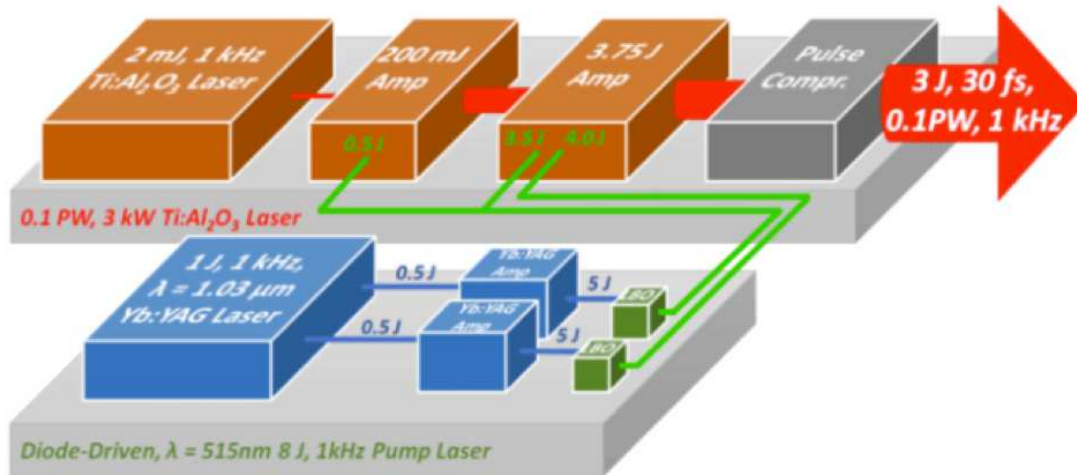 2 mJ, 1 kHz
Ti:Al₂O₃ Laser
200 mJ
Amp
3.75 J
Amp
Pulse
Compr.
3 J, 30 fs,
0.1PW, 1 kHz
0.5 J
3.5 J
4.0 J
0.1 PW, 3 kW Ti:Al₂O₃ Laser
1 J, 1 kHz,
λ = 1.03 μm
Yb:YAG Laser
0.5 J
Yb:YAG
Amp
5 J
LBO
0.5 J
Yb:YAG
Amp
5 J
LBO
Diode-Driven, λ = 515nm 8 J, 1kHz Pump Laser